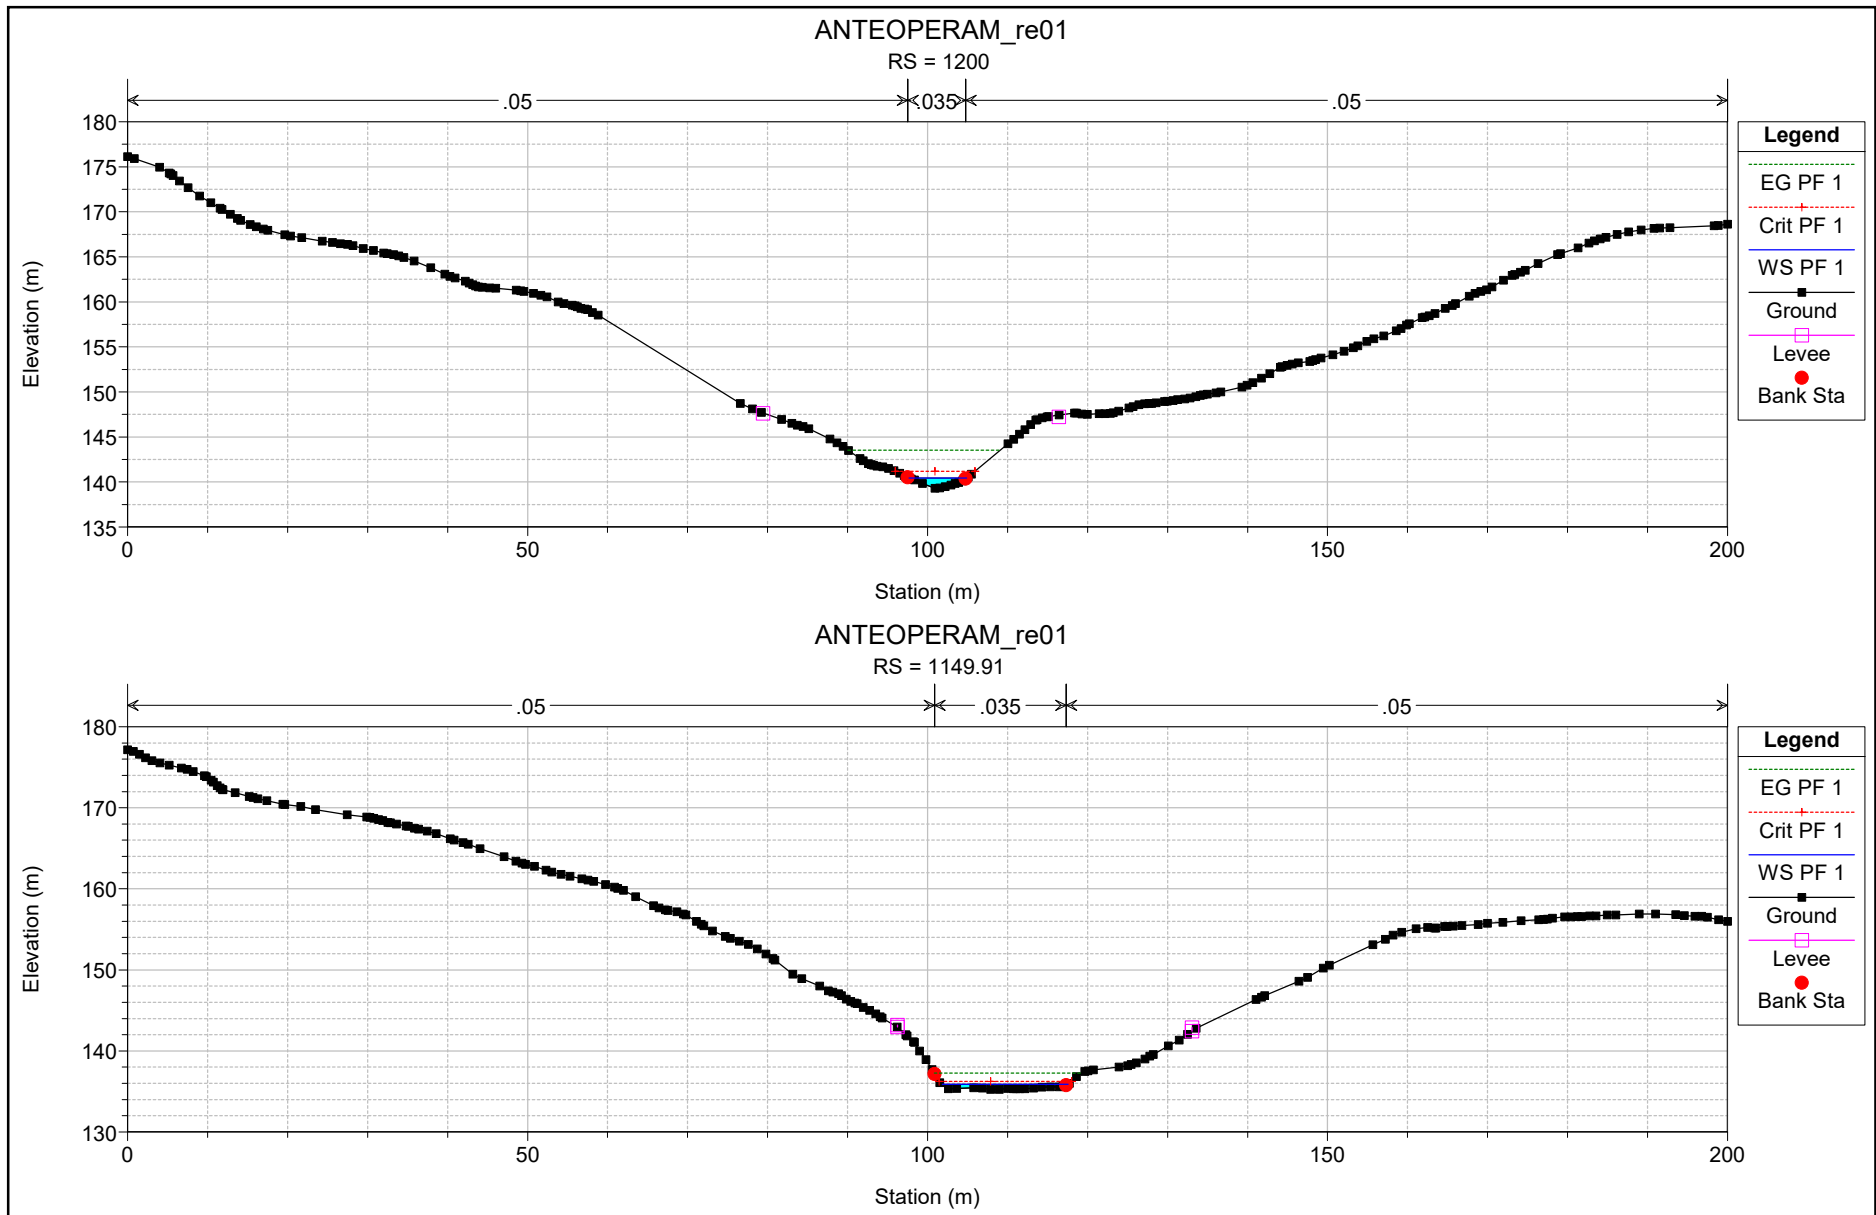 ANTEOPERAM_re01
RS = 1200
.05
.035
.05
180
175
170
165
160
155
150
145
140
135
Elevation (m)
0
50
100
150
200
Station (m)
Legend
EG PF 1
Crit PF 1
WS PF 1
Ground
Levee
Bank Sta
ANTEOPERAM_re01
RS = 1149.91
.05
.035
.05
180
170
160
150
140
130
Elevation (m)
0
50
100
150
200
Station (m)
Legend
EG PF 1
Crit PF 1
WS PF 1
Ground
Levee
Bank Sta